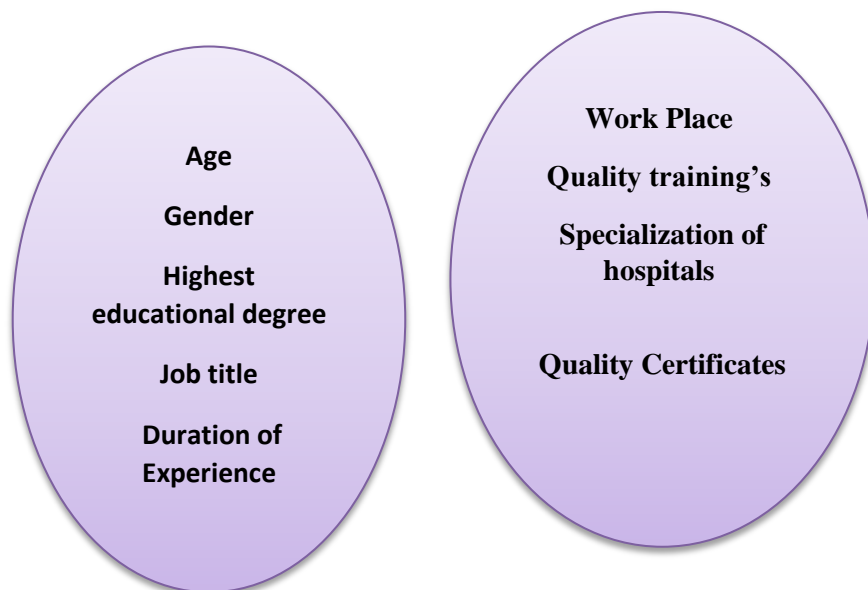 Age
Gender
Highest
educational degree
Job title
Duration of
Experience
Work Place
Quality training’s
Specialization of
hospitals
Quality Certificates